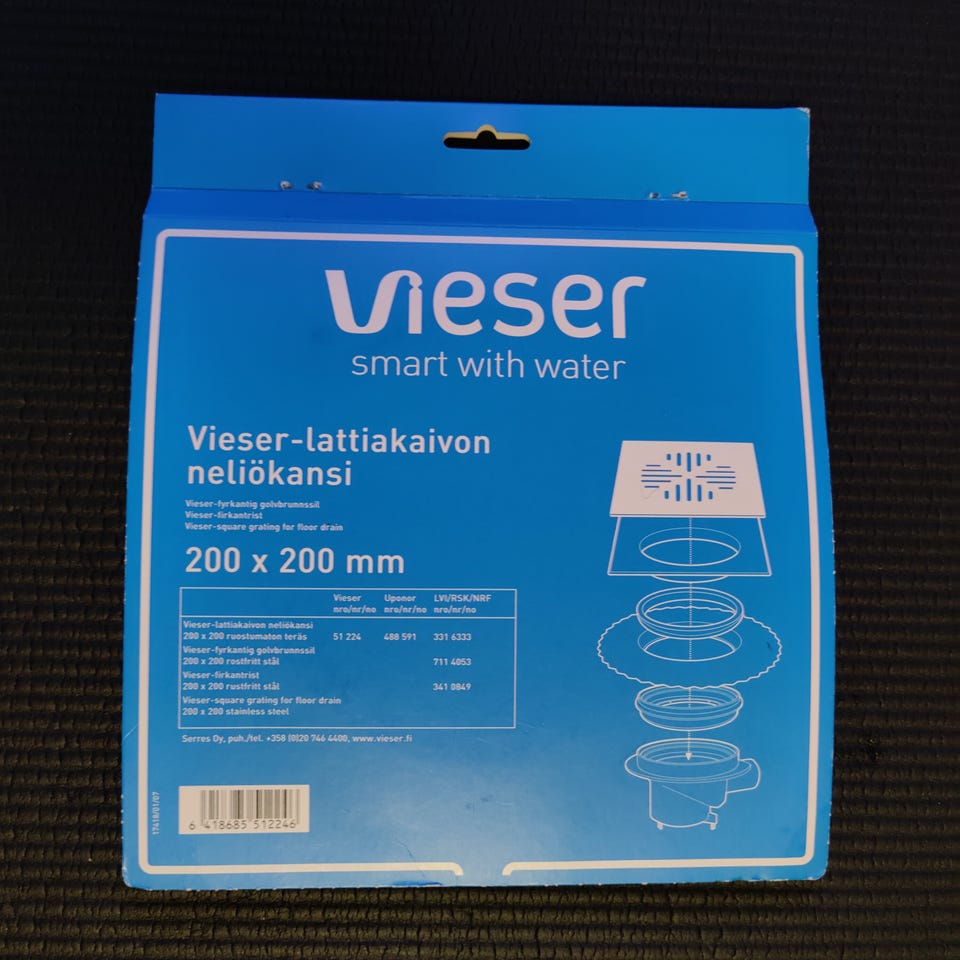 vieser
smart with water
Vieser-lattiakaivon
neliökansi
Vieser-fyrkantig golvbrunnssil
Vieser-firkantrist
Vieser-square grating for floor drain
200 x 200 mm
Vieser Uponor LVI/RSK/NRF
nro/nr/no nro/nr/no nro/nr/no
Vieser-lattiakaivon neliökansi
200 x 200 ruostumaton teräs 51 224 488 591 331 6333
Vieser-fyrkantig golvbrunnssil
200 x 200 rostfritt stål 711 4053
Vieser-firkantrist
200 x 200 rustfritt stål 341 0849
Vieser-square grating for floor drain
200 x 200 stainless steel
Serres Oy, puh./tel. +358 (0)20 746 4400, www.vieser.fi
17418/01/07
6 418685 512246